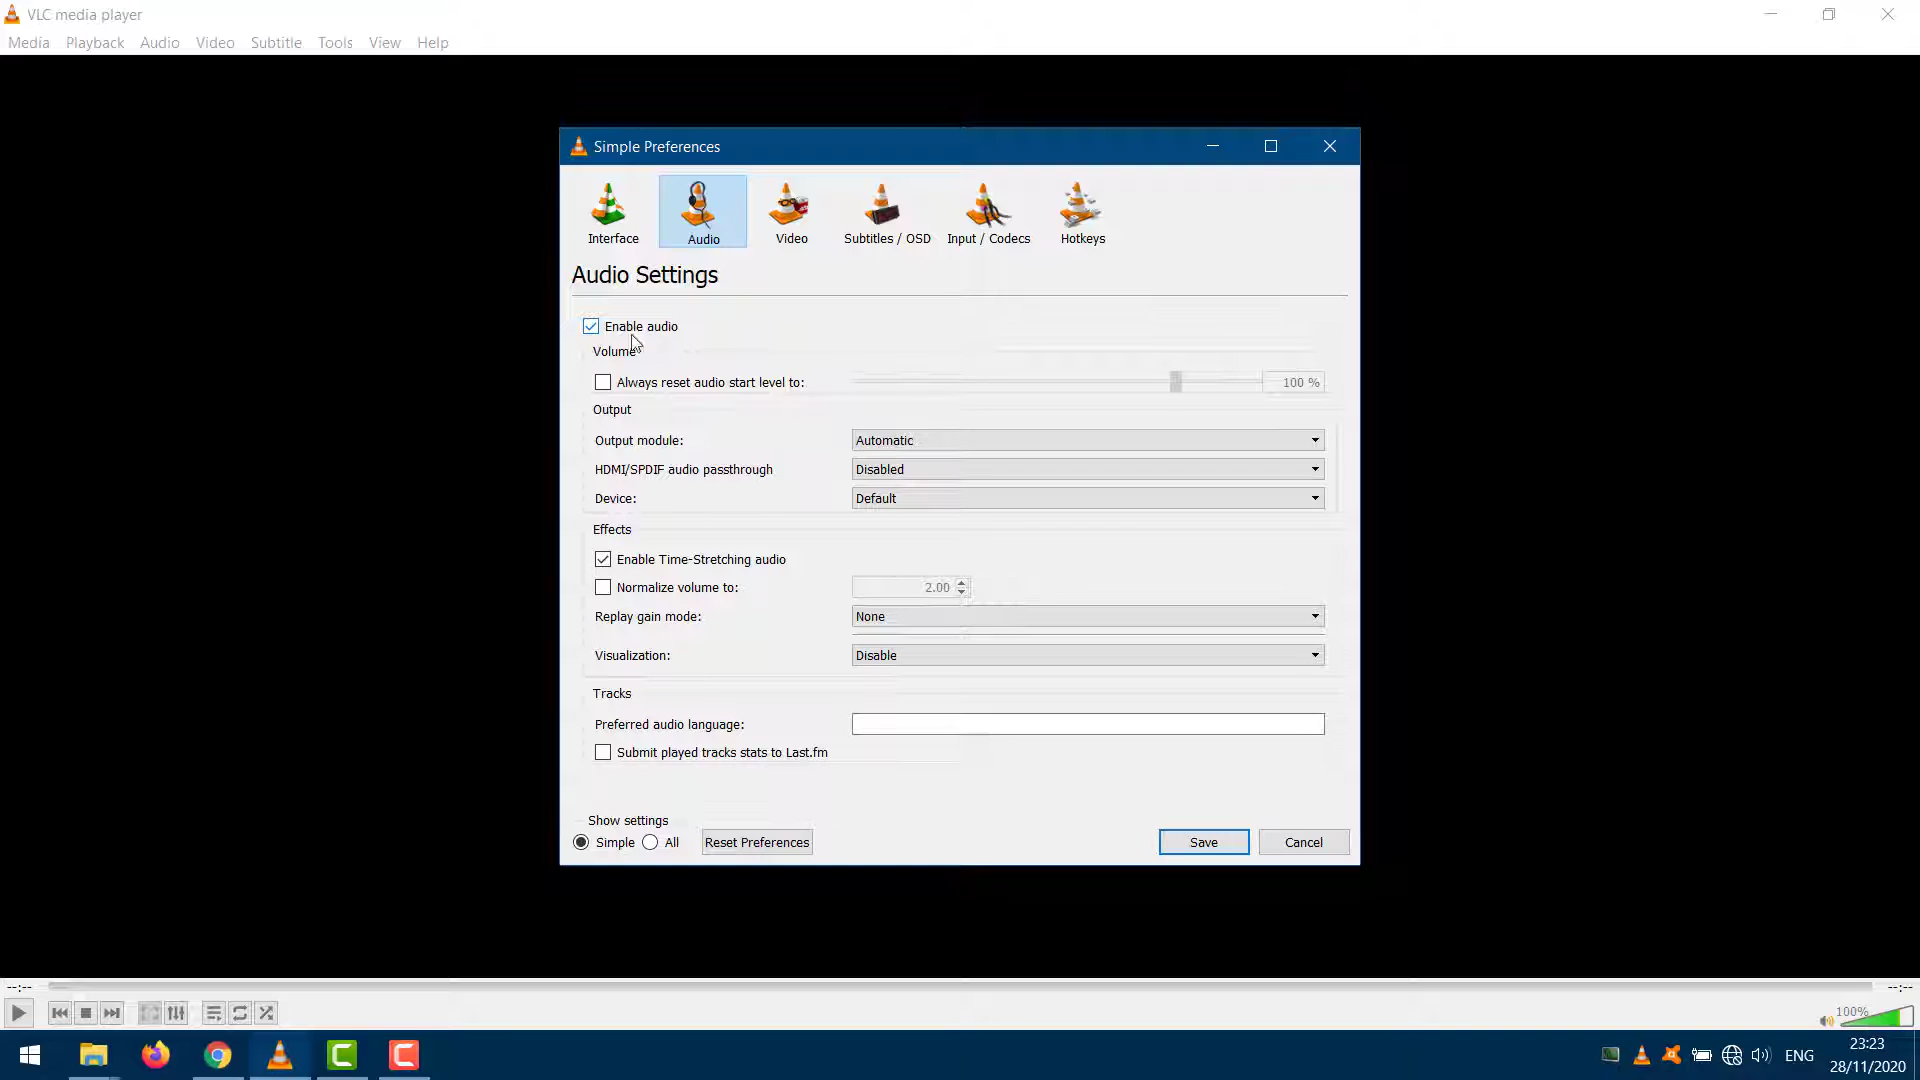 VLC media player
Media Playback Audio Video Subtitle Tools View Help
Simple Preferences
Interface Audio Video Subtitles / OSD Input / Codecs Hotkeys
Audio Settings
Enable audio
Volume
Always reset audio start level to: 100 %
Output
Output module: Automatic
HDMI/SPDIF audio passthrough Disabled
Device: Default
Effects
Enable Time-Stretching audio
Normalize volume to: 2.00
Replay gain mode: None
Visualization: Disable
Tracks
Preferred audio language:
Submit played tracks stats to Last.fm
Show settings
Simple All Reset Preferences Save Cancel
--:-- --:--
100%
ENG 23:23
28/11/2020